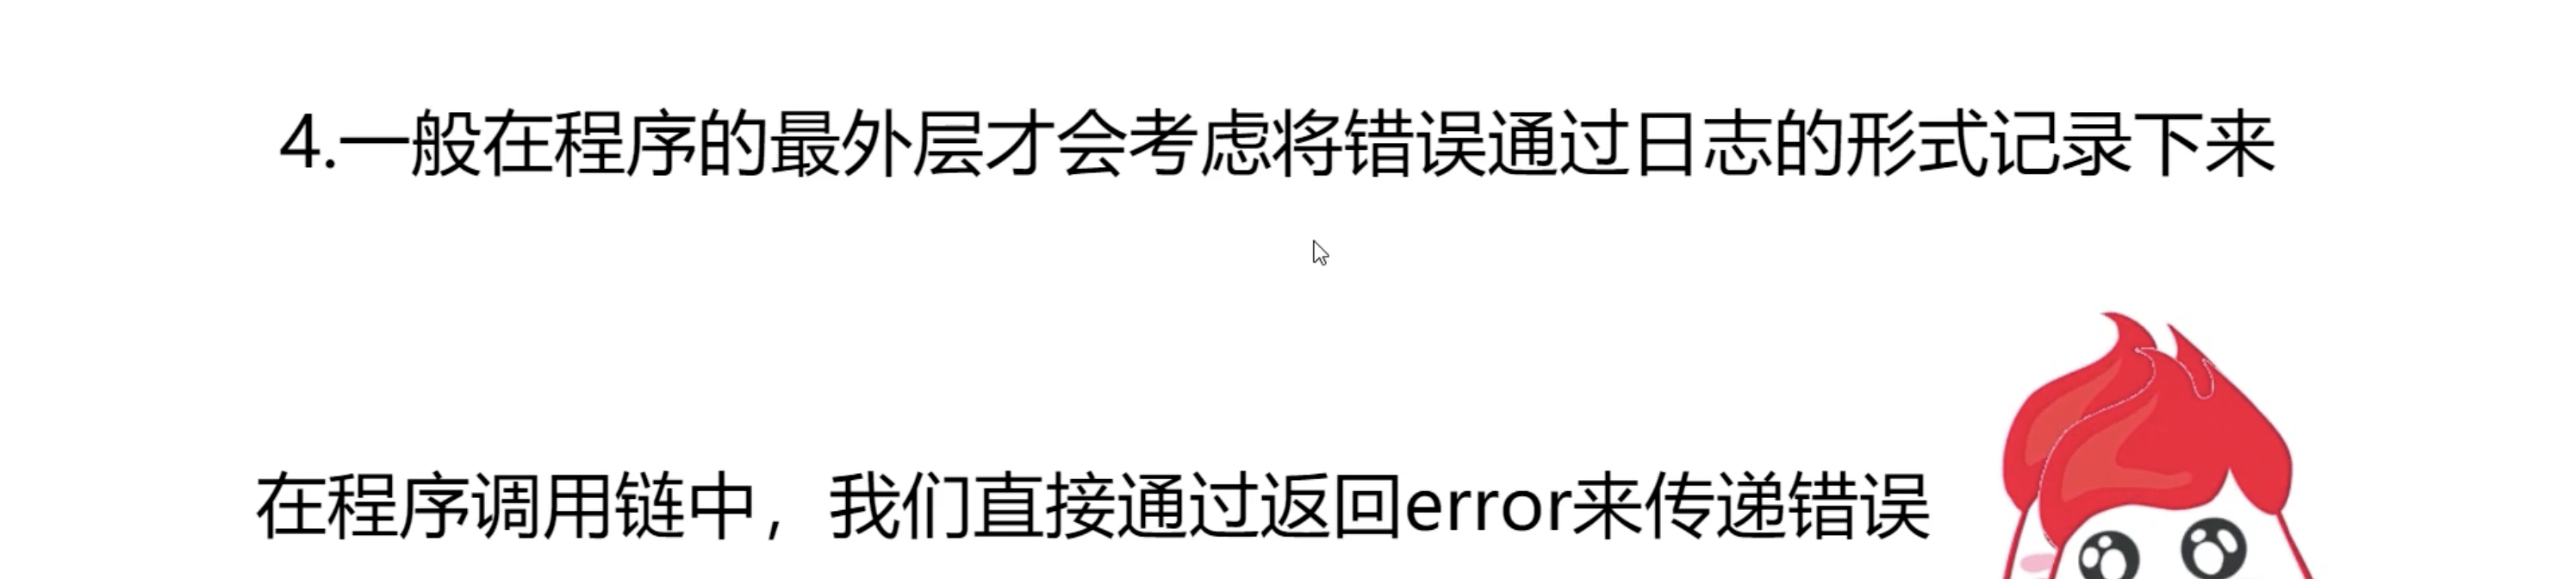 4.一般在程序的最外层才会考虑将错误通过日志的形式记录下来
在程序调用链中，我们直接通过返回error来传递错误